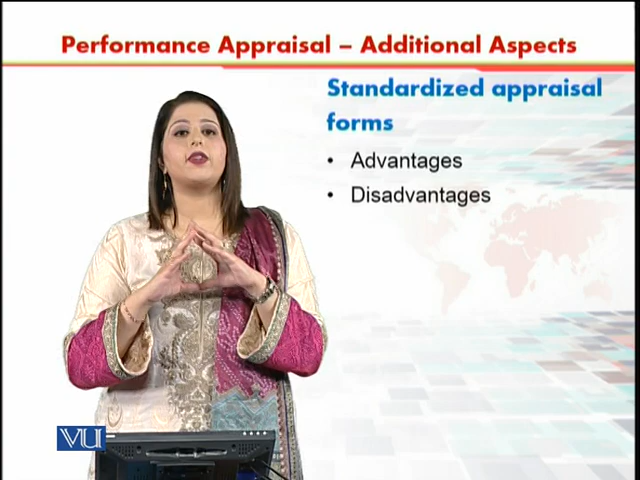 Performance Appraisal – Additional Aspects
Standardized appraisal
forms
• Advantages
• Disadvantages
VU